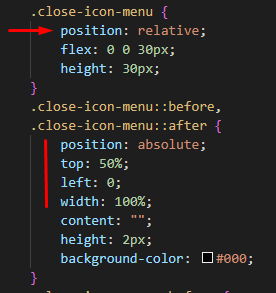 .close-icon-menu {
position: relative;
flex: 0 0 30px;
height: 30px;
}
.close-icon-menu::before,
.close-icon-menu::after {
position: absolute;
top: 50%;
left: 0;
width: 100%;
content: "";
height: 2px;
background-color: #000;
}